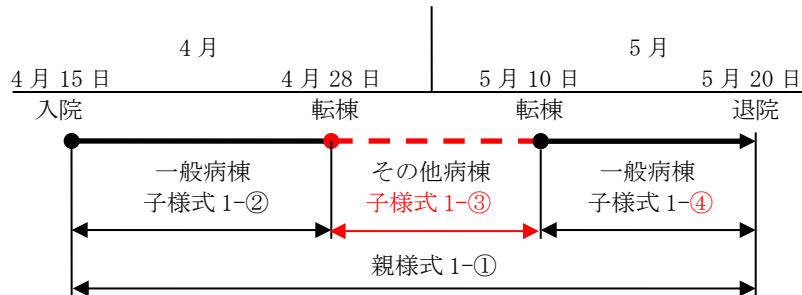 4月 5月
4月15日 4月28日 5月10日 5月20日
入院 転棟 転棟 退院
一般病棟 その他病棟 一般病棟
子様式1-② 子様式1-③ 子様式1-④
親様式1-①